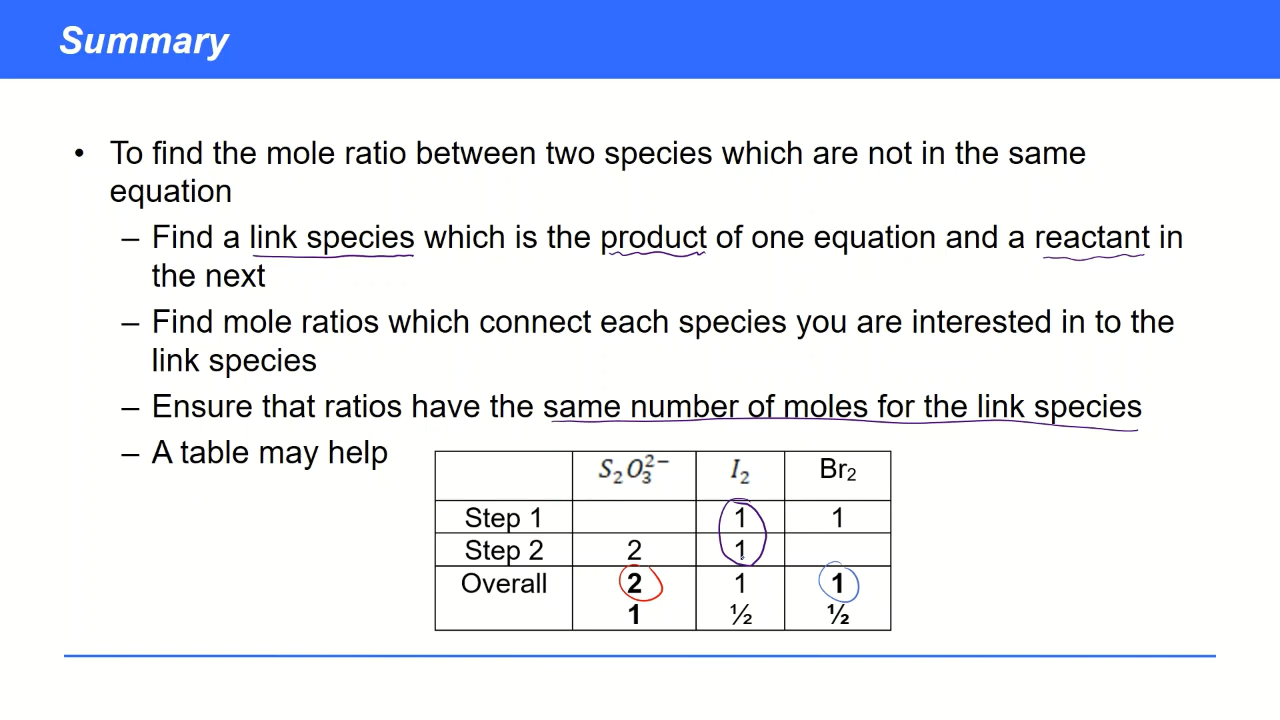 Summary
• To find the mole ratio between two species which are not in the same
equation
– Find a link species which is the product of one equation and a reactant in
the next
– Find mole ratios which connect each species you are interested in to the
link species
– Ensure that ratios have the same number of moles for the link species
– A table may help
S₂O₃²⁻ I₂ Br₂
Step 1 1 1
Step 2 2 1
Overall 2 1 1
1 ½ ½